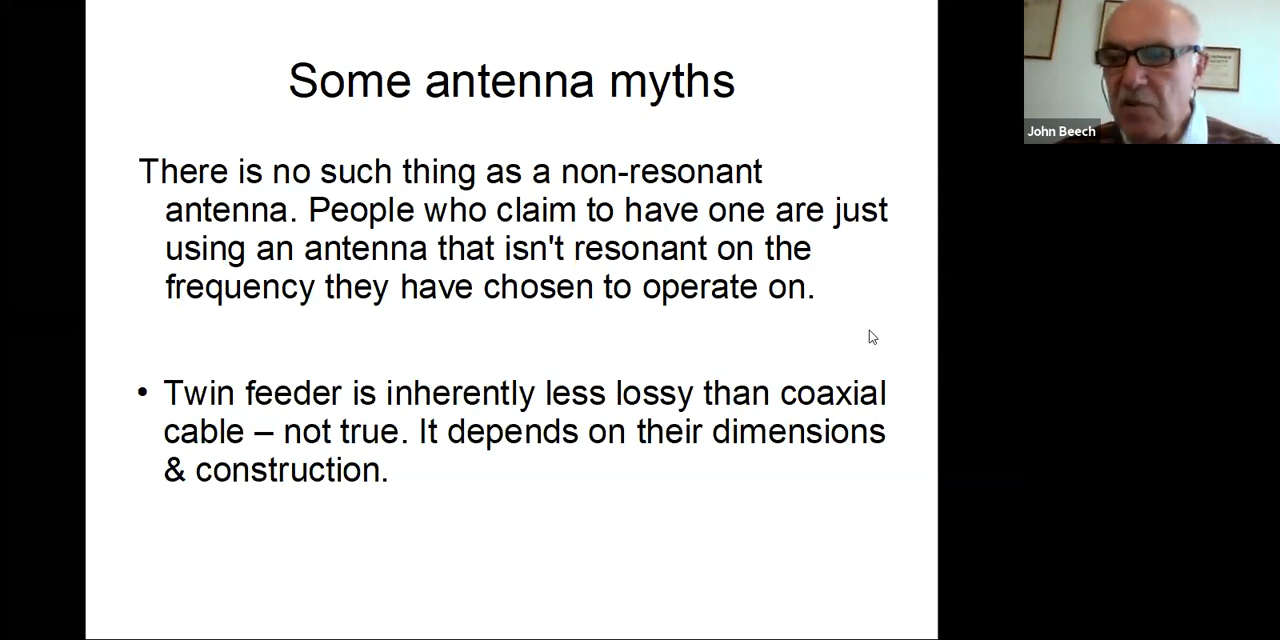 Some antenna myths
There is no such thing as a non-resonant
antenna. People who claim to have one are just
using an antenna that isn't resonant on the
frequency they have chosen to operate on.
• Twin feeder is inherently less lossy than coaxial
cable – not true. It depends on their dimensions
& construction.
John Beech